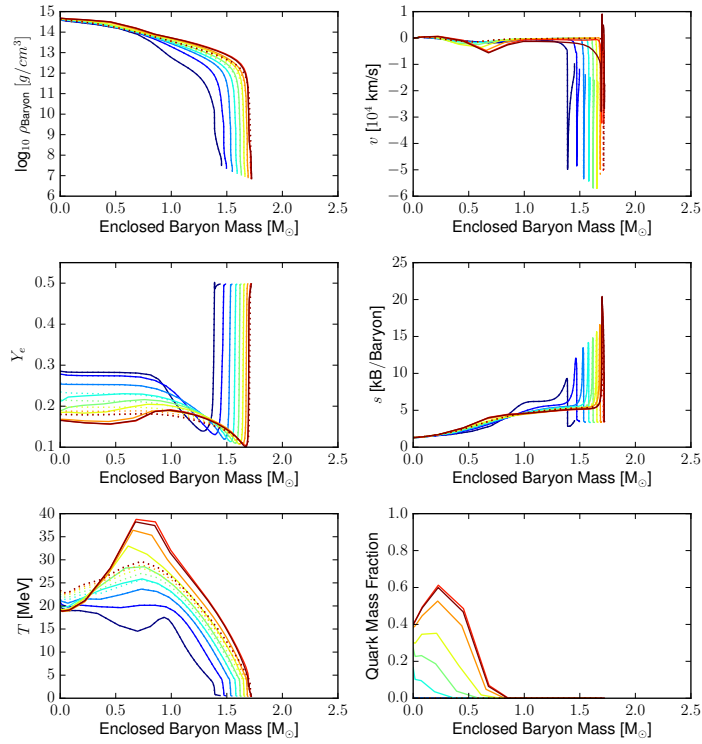 log₁₀ ρ_Baryon [g/cm³]
15
14
13
12
11
10
9
8
7
6
0.0 0.5 1.0 1.5 2.0 2.5
Enclosed Baryon Mass [M⊙]
v [10⁴ km/s]
1
0
−1
−2
−3
−4
−5
−6
0.0 0.5 1.0 1.5 2.0 2.5
Enclosed Baryon Mass [M⊙]
Y_e
0.5
0.4
0.3
0.2
0.1
0.0 0.5 1.0 1.5 2.0 2.5
Enclosed Baryon Mass [M⊙]
s [kB/Baryon]
25
20
15
10
5
0
0.0 0.5 1.0 1.5 2.0 2.5
Enclosed Baryon Mass [M⊙]
T [MeV]
40
35
30
25
20
15
10
5
0
0.0 0.5 1.0 1.5 2.0 2.5
Enclosed Baryon Mass [M⊙]
Quark Mass Fraction
1.0
0.8
0.6
0.4
0.2
0.0
0.0 0.5 1.0 1.5 2.0 2.5
Enclosed Baryon Mass [M⊙]